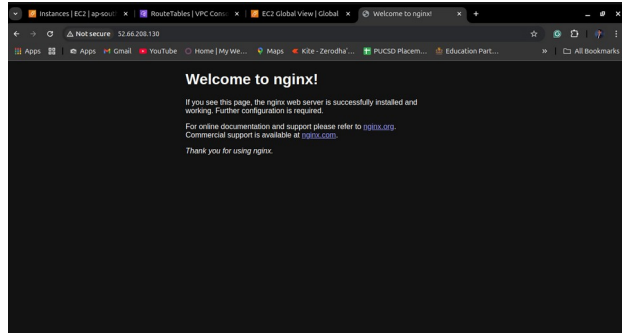 Instances | EC2 | ap-sout
RouteTables | VPC Cons
EC2 Global View | Global
Welcome to nginx!
Not secure 52.66.208.130
Apps Apps Gmail YouTube Home | My We... Maps Kite - Zerodha'... PUCSD Placem... Education Part... » All Bookmarks
Welcome to nginx!
If you see this page, the nginx web server is successfully installed and
working. Further configuration is required.
For online documentation and support please refer to nginx.org.
Commercial support is available at nginx.com.
Thank you for using nginx.